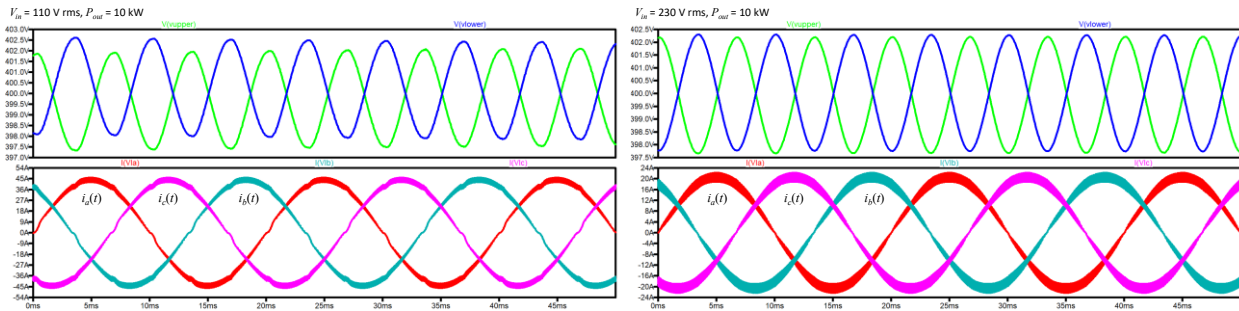 V_in = 110 V rms, P_out = 10 kW
V(vupper) V(vlower)
403.0V
402.5V
402.0V
401.5V
401.0V
400.5V
400.0V
399.5V
399.0V
398.5V
398.0V
397.5V
397.0V
I(VIa) I(VIb) I(VIc)
54A
45A
36A
27A
18A
9A
0A
-9A
-18A
-27A
-36A
-45A
-54A
i_a(t) i_c(t) i_b(t)
0ms 5ms 10ms 15ms 20ms 25ms 30ms 35ms 40ms 45ms
V_in = 230 V rms, P_out = 10 kW
V(vupper) V(vlower)
402.5V
402.0V
401.5V
401.0V
400.5V
400.0V
399.5V
399.0V
398.5V
398.0V
397.5V
I(VIa) I(VIb) I(VIc)
24A
20A
16A
12A
8A
4A
0A
-4A
-8A
-12A
-16A
-20A
-24A
i_a(t) i_c(t) i_b(t)
0ms 5ms 10ms 15ms 20ms 25ms 30ms 35ms 40ms 45ms